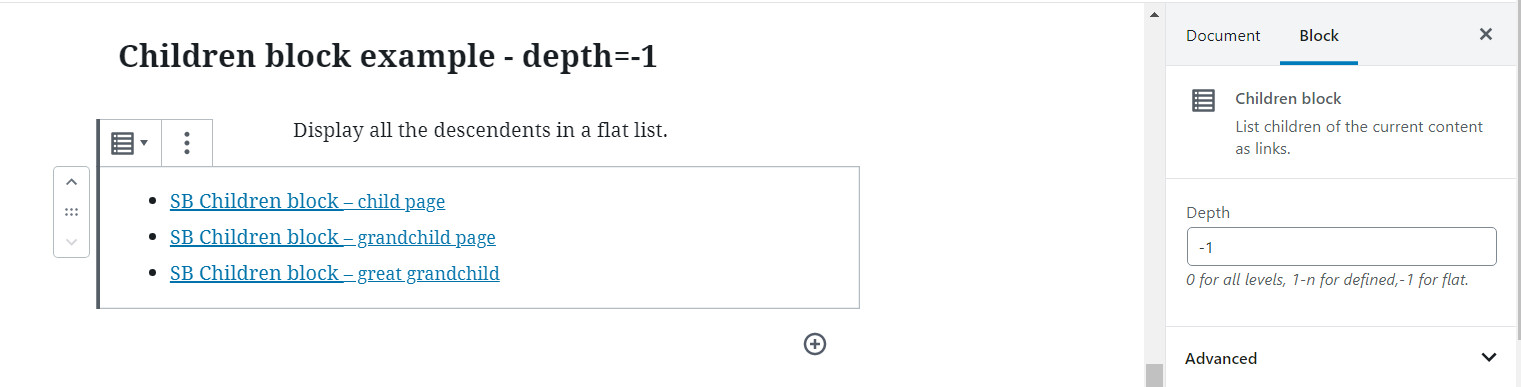 Children block example - depth=-1
Display all the descendents in a flat list.
SB Children block – child page
SB Children block – grandchild page
SB Children block – great grandchild
Document Block
Children block
List children of the current content
as links.
Depth
-1
0 for all levels, 1-n for defined,-1 for flat.
Advanced